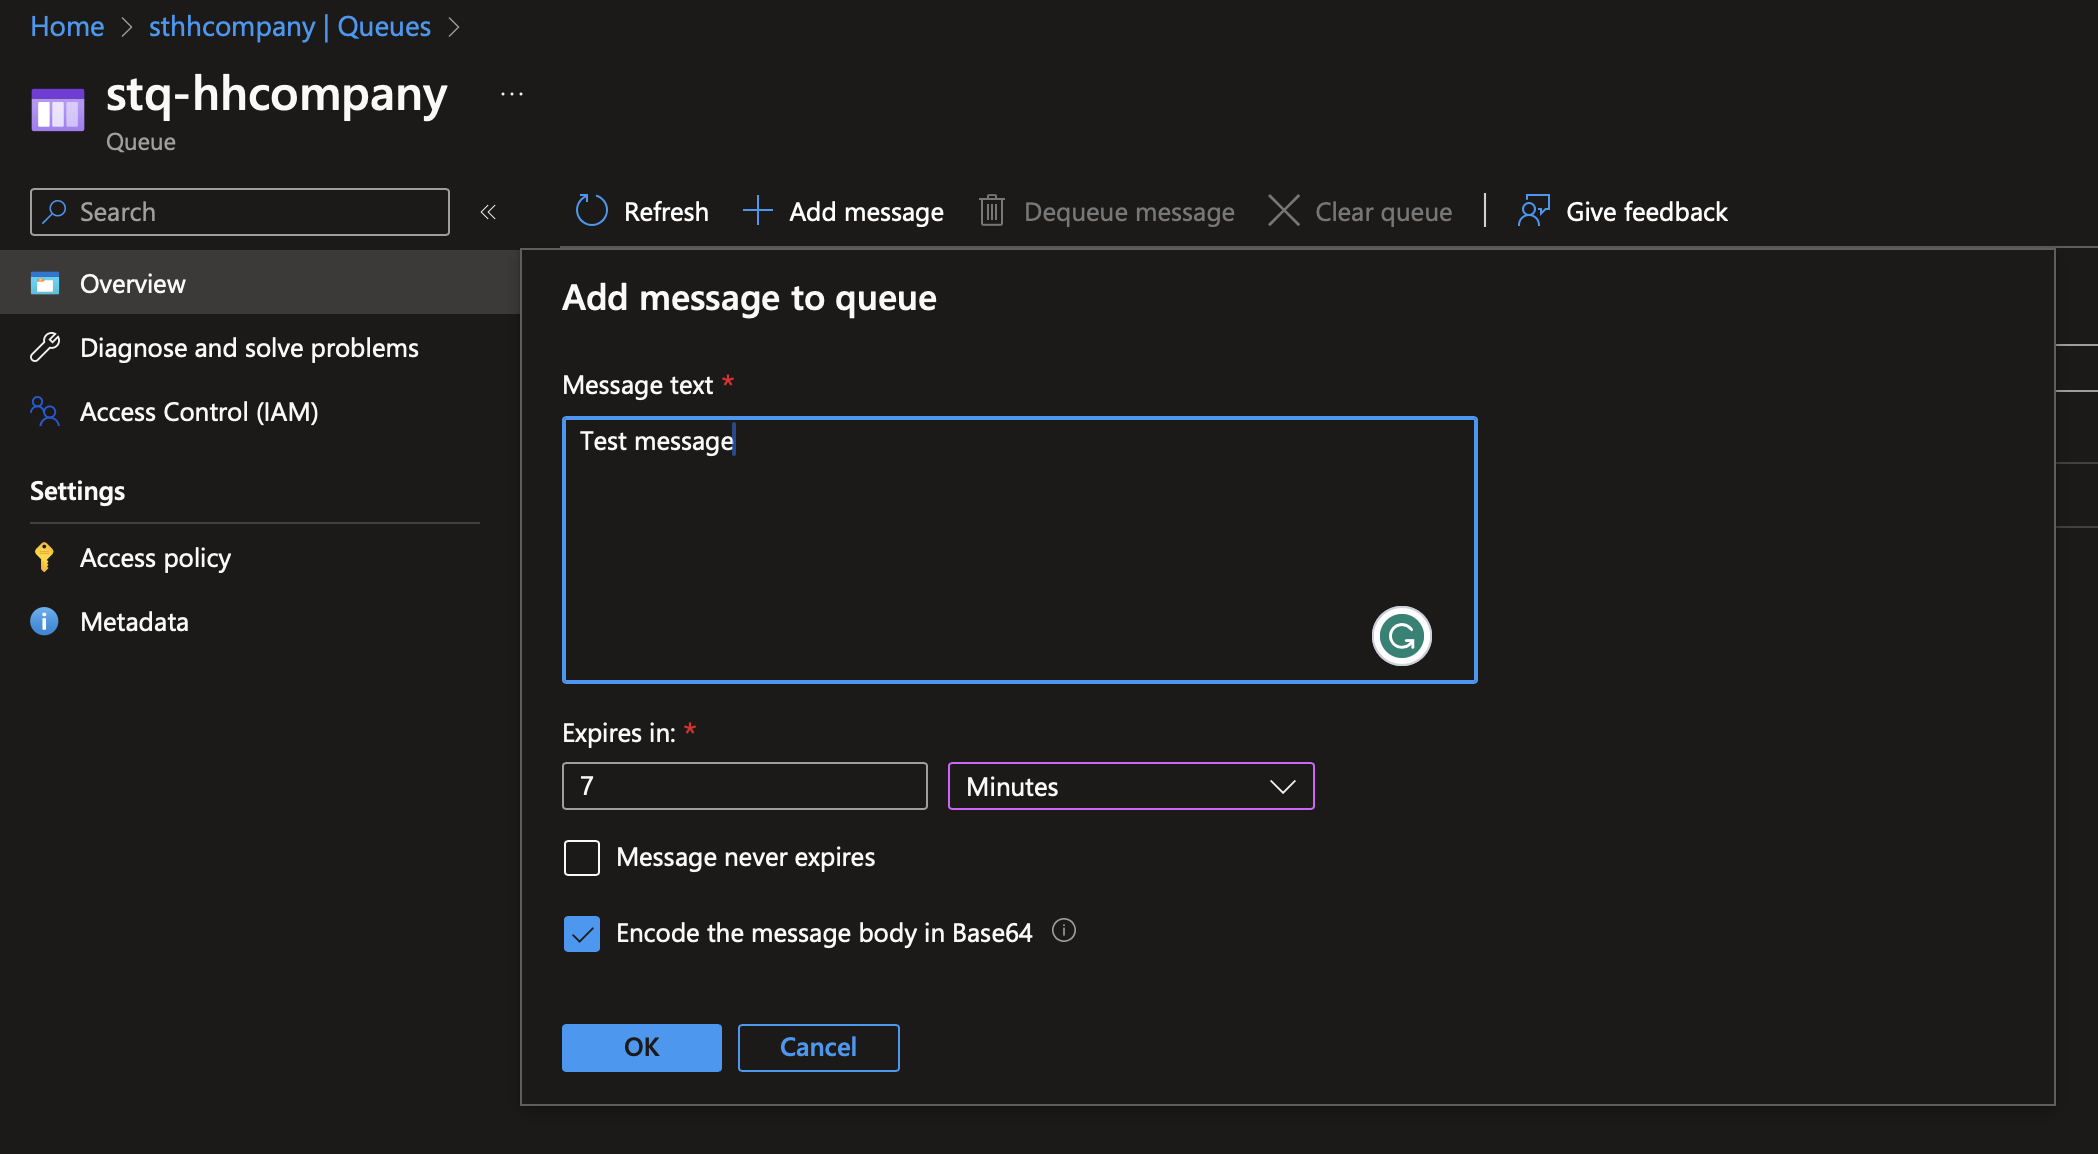 Home > sthhcompany | Queues >
stq-hhcompany ...
Queue
Search «
Refresh Add message Dequeue message Clear queue | Give feedback
Overview
Diagnose and solve problems
Access Control (IAM)
Settings
Access policy
Metadata
Add message to queue
Message text *
Test message
Expires in: *
7 Minutes
Message never expires
Encode the message body in Base64
OK Cancel